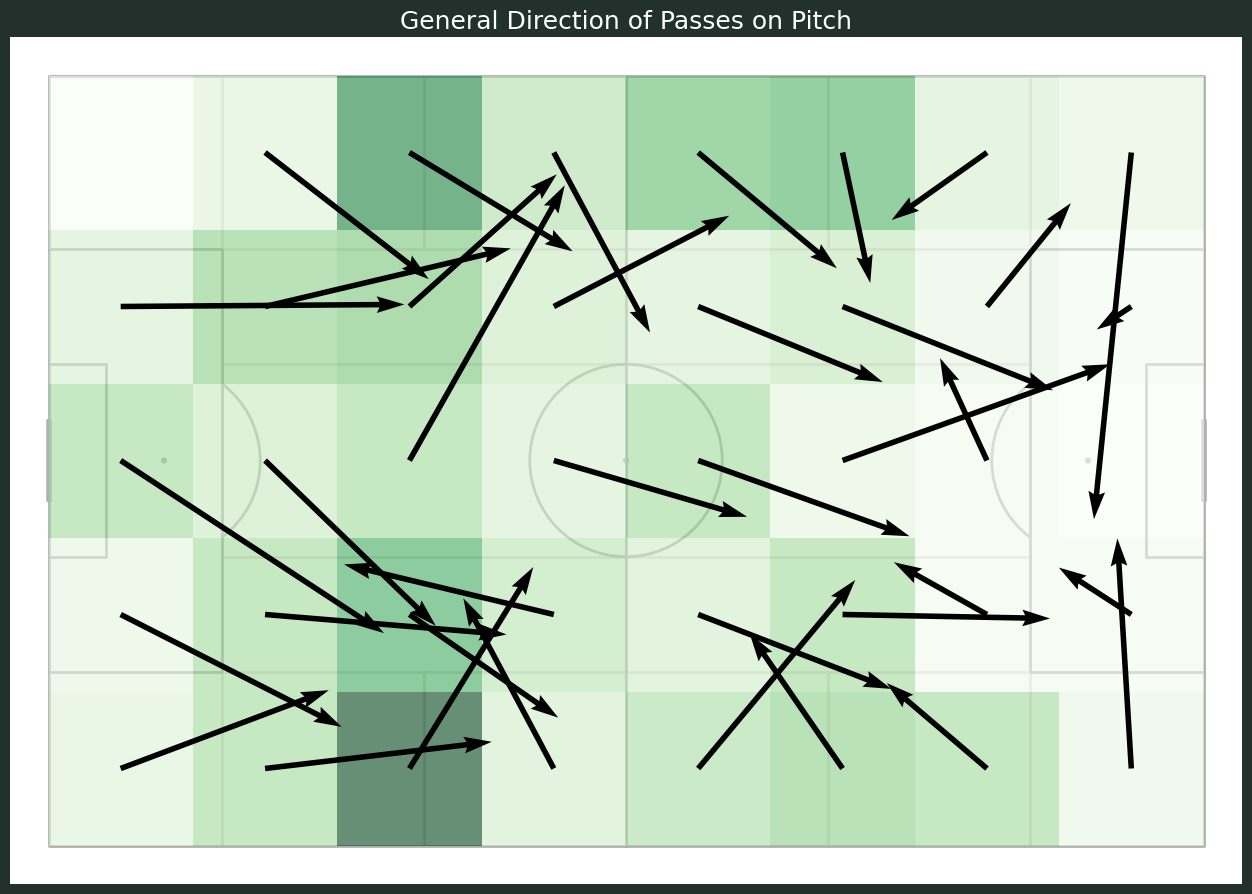 General Direction of Passes on Pitch